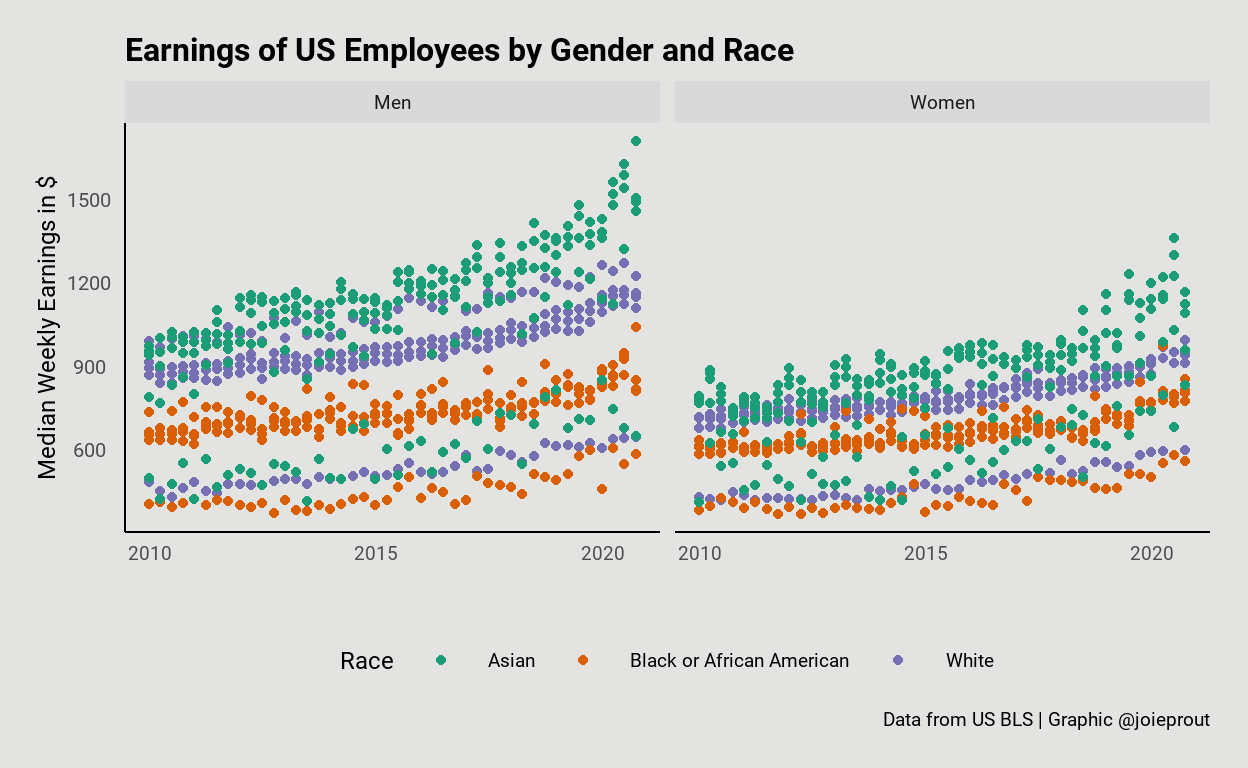 Earnings of US Employees by Gender and Race
Men
Women
Median Weekly Earnings in $
1500
1200
900
600
2010
2015
2020
2010
2015
2020
Race
Asian
Black or African American
White
Data from US BLS | Graphic @joieprout